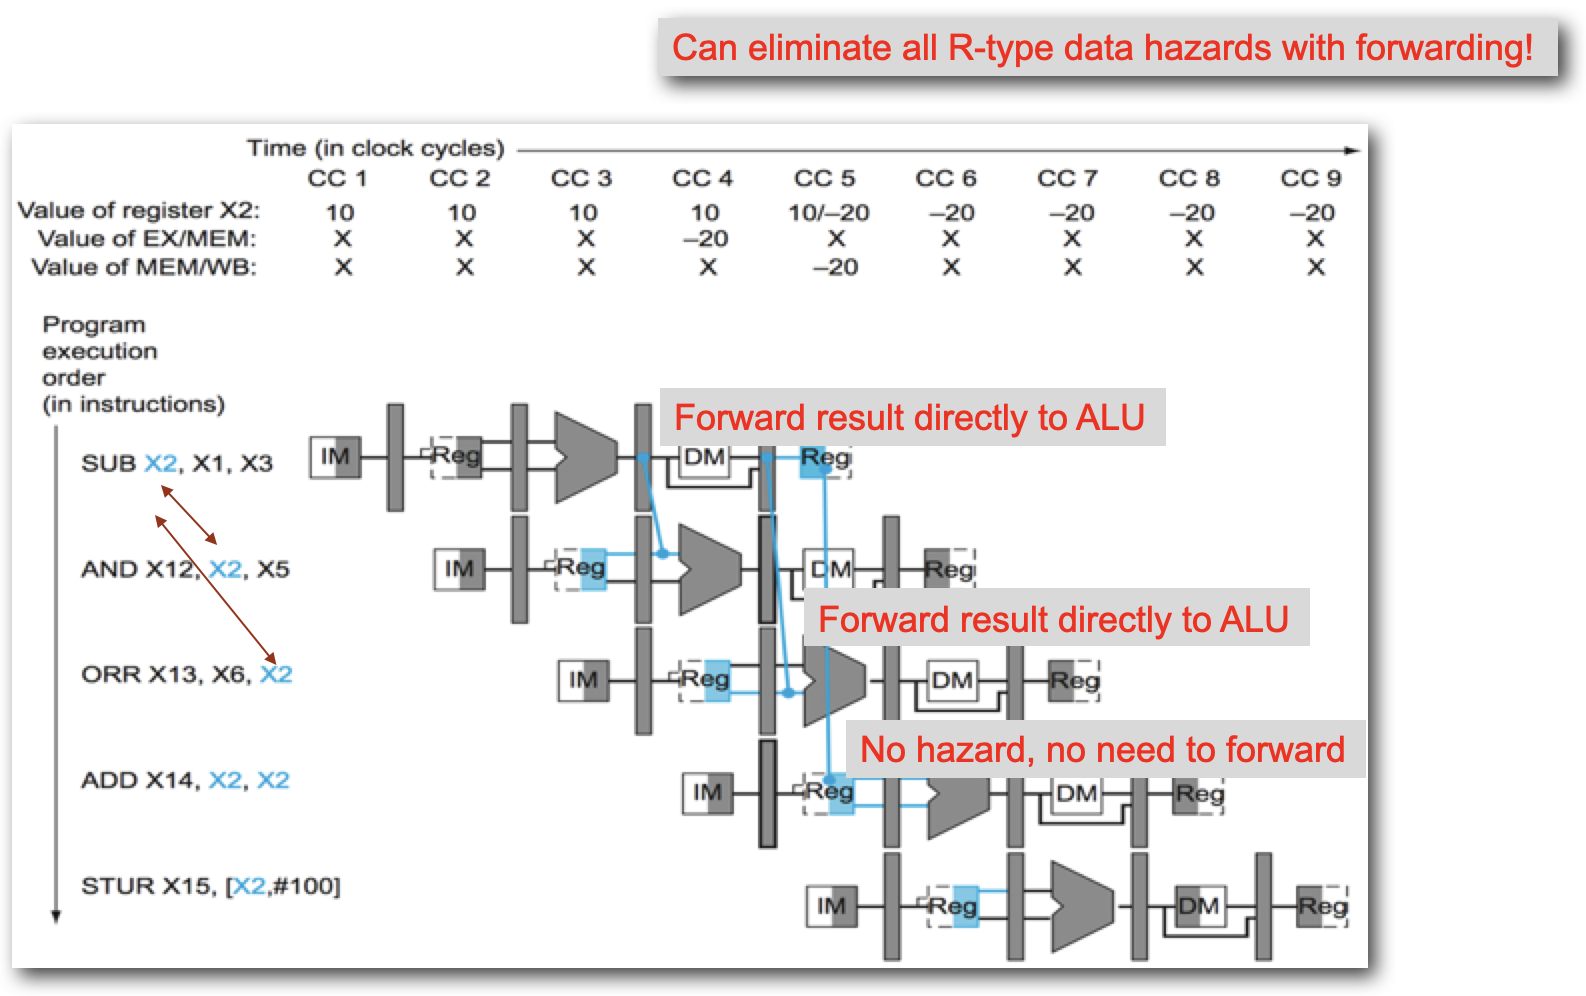 Can eliminate all R-type data hazards with forwarding!
Time (in clock cycles)
CC 1 CC 2 CC 3 CC 4 CC 5 CC 6 CC 7 CC 8 CC 9
Value of register X2: 10 10 10 10 10/–20 –20 –20 –20 –20
Value of EX/MEM: X X X –20 X X X X X
Value of MEM/WB: X X X X –20 X X X X
Program
execution
order
(in instructions)
Forward result directly to ALU
SUB X2, X1, X3 IM Reg DM Reg
AND X12, X2, X5 IM Reg DM Reg
Forward result directly to ALU
ORR X13, X6, X2 IM Reg DM Reg
No hazard, no need to forward
ADD X14, X2, X2 IM Reg DM Reg
STUR X15, [X2,#100] IM Reg DM Reg